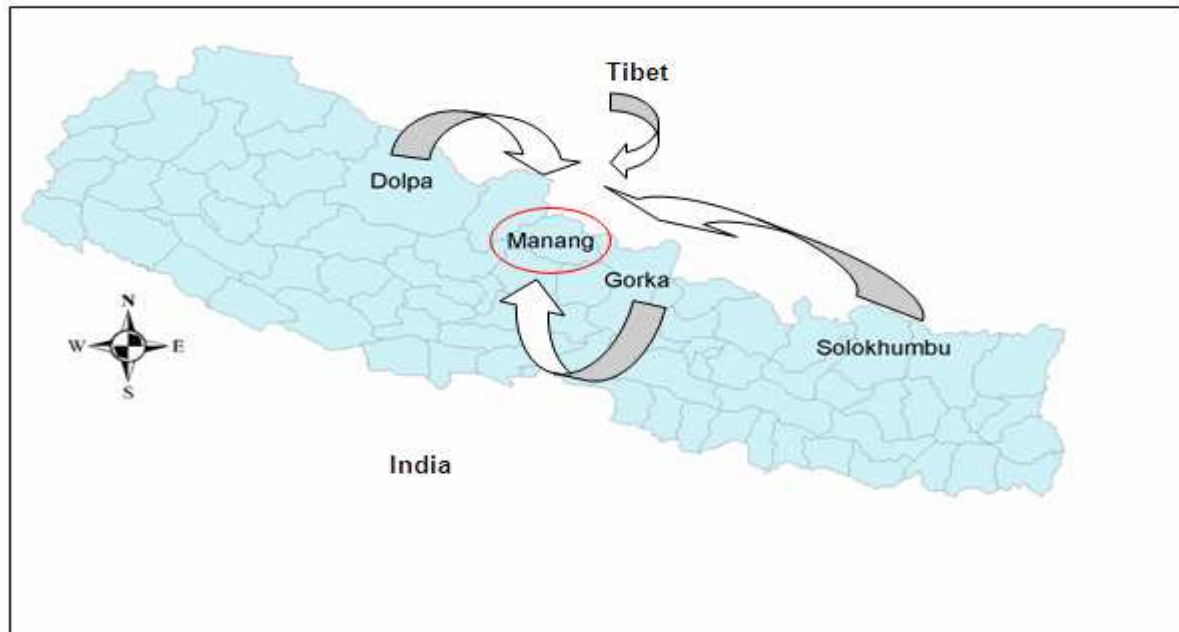 Tibet
Dolpa
Manang
Gorka
N
W E
S
Solokhumbu
India